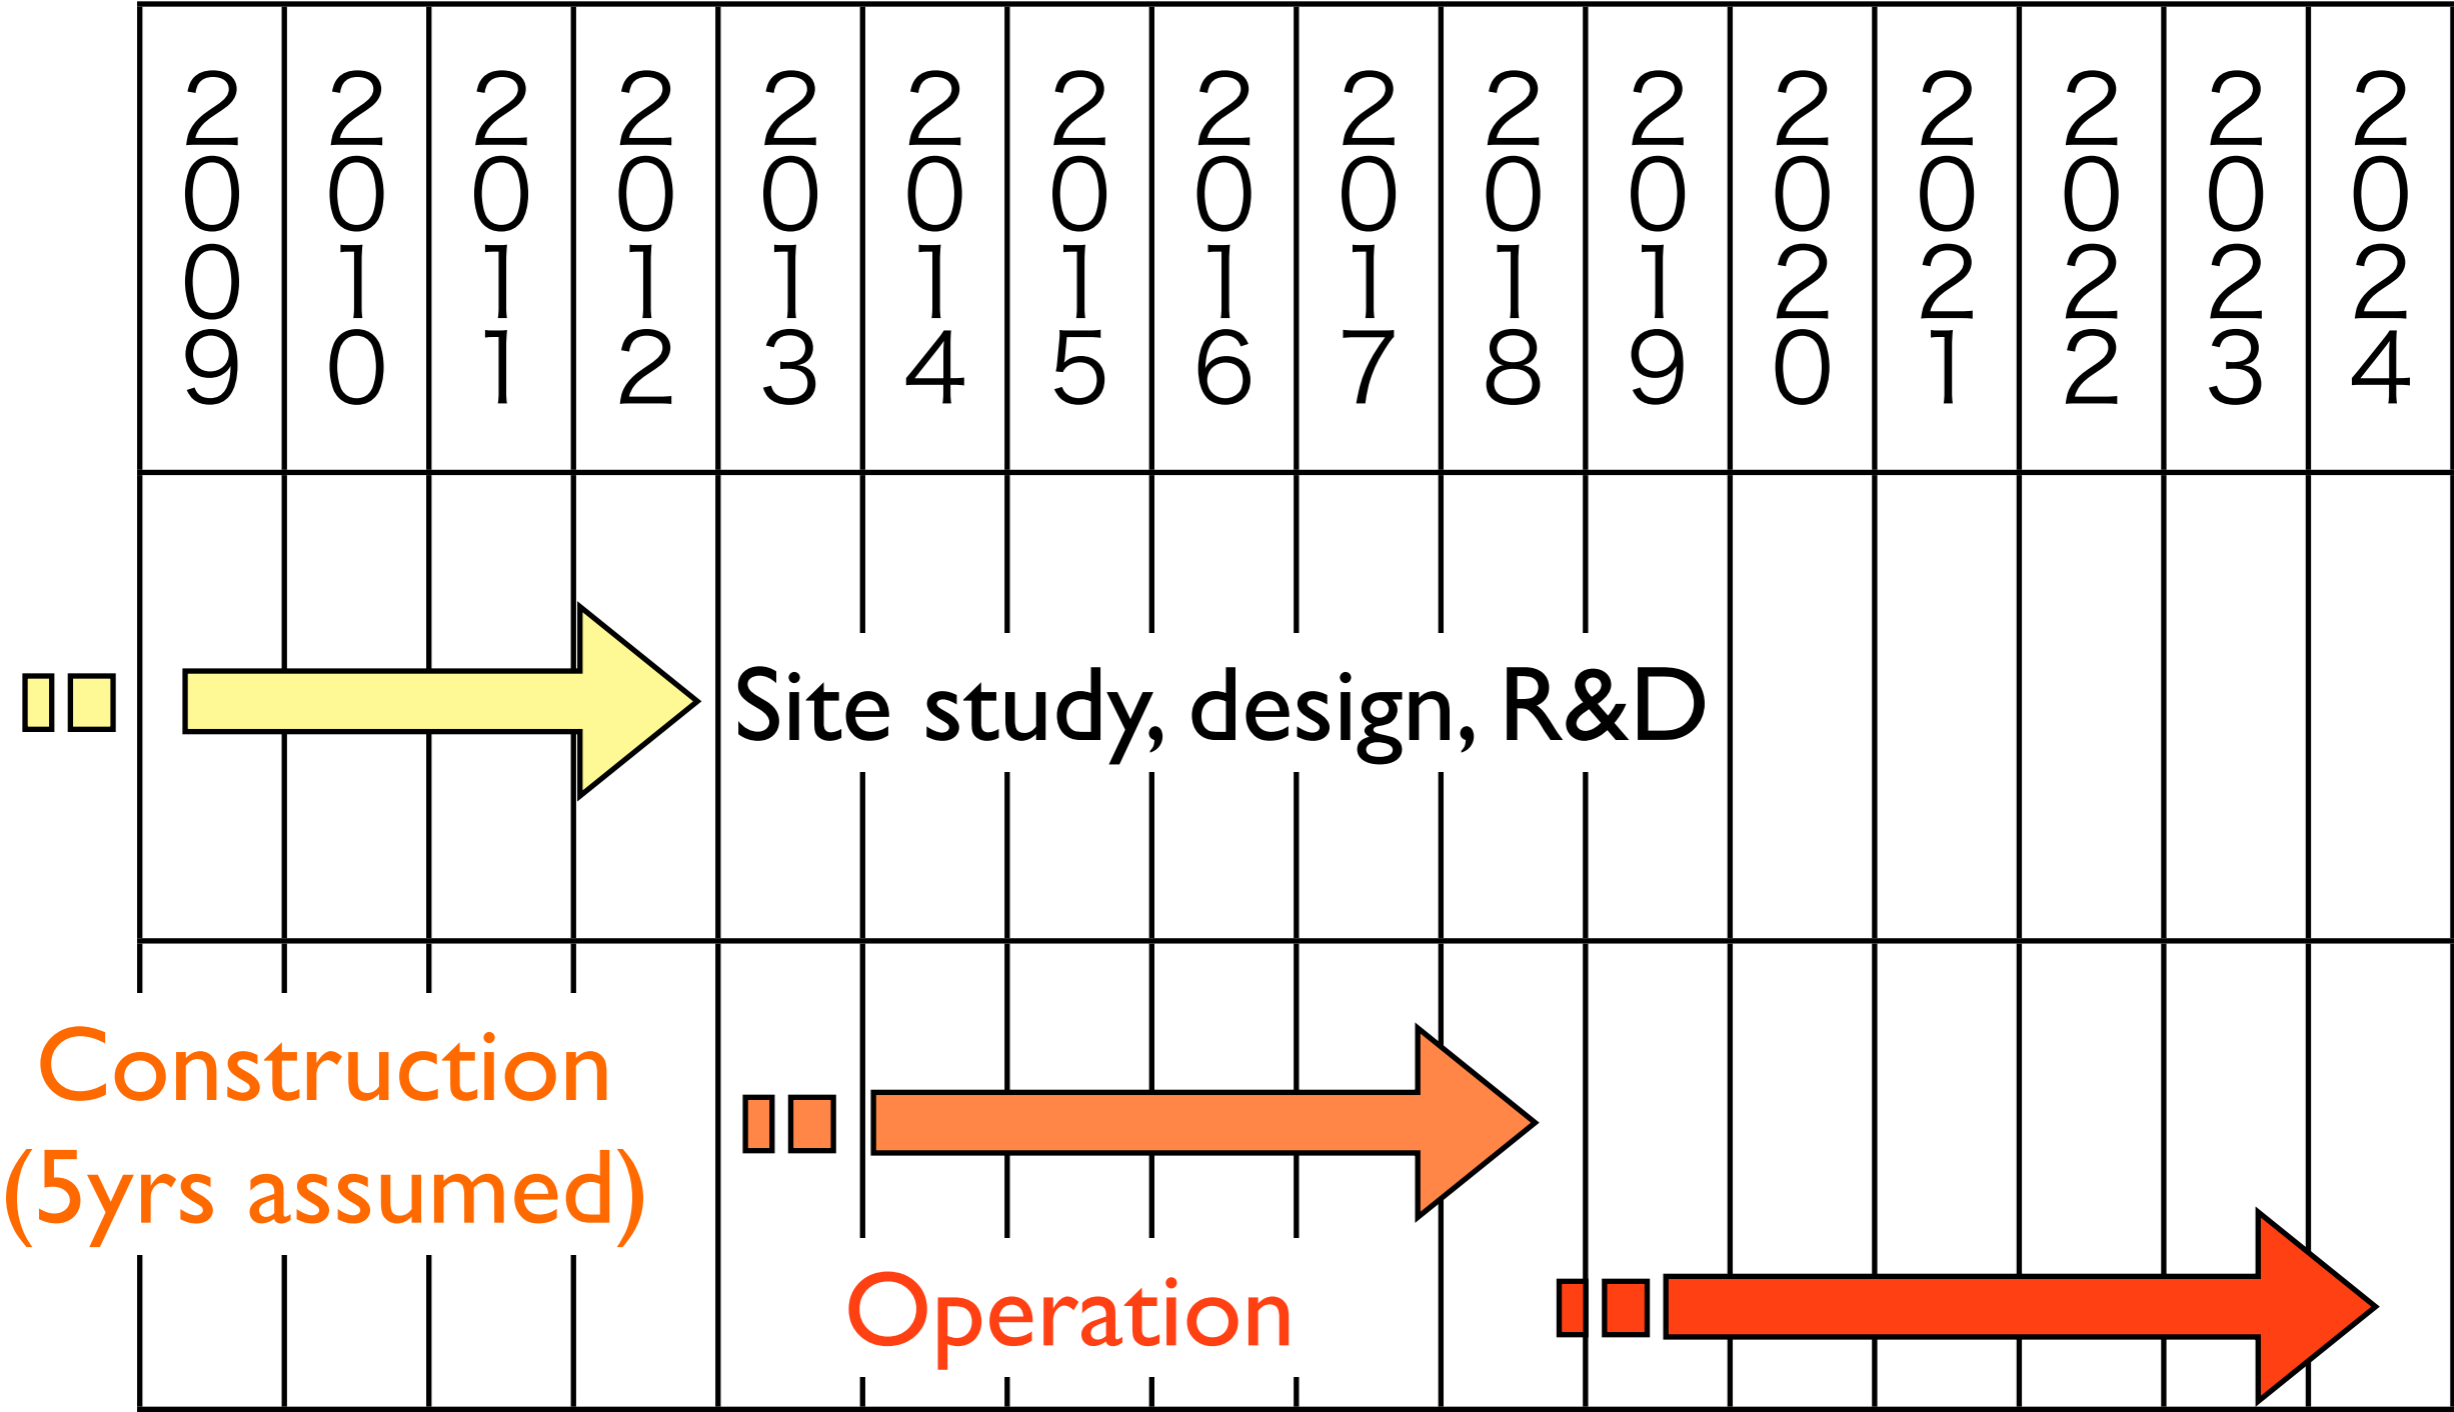 2009 2010 2011 2012 2013 2014 2015 2016 2017 2018 2019 2020 2021 2022 2023 2024
Site study, design, R&D
Construction
(5yrs assumed)
Operation